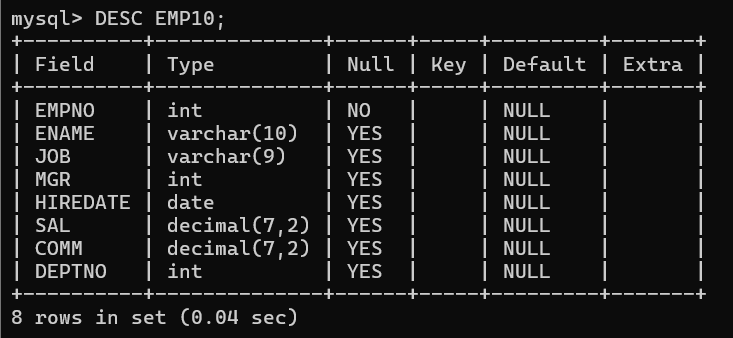 mysql> DESC EMP10;
+----------+--------------+------+-----+---------+-------+
| Field    | Type         | Null | Key | Default | Extra |
+----------+--------------+------+-----+---------+-------+
| EMPNO    | int          | NO   |     | NULL    |       |
| ENAME    | varchar(10)  | YES  |     | NULL    |       |
| JOB      | varchar(9)   | YES  |     | NULL    |       |
| MGR      | int          | YES  |     | NULL    |       |
| HIREDATE | date         | YES  |     | NULL    |       |
| SAL      | decimal(7,2) | YES  |     | NULL    |       |
| COMM     | decimal(7,2) | YES  |     | NULL    |       |
| DEPTNO   | int          | YES  |     | NULL    |       |
+----------+--------------+------+-----+---------+-------+
8 rows in set (0.04 sec)